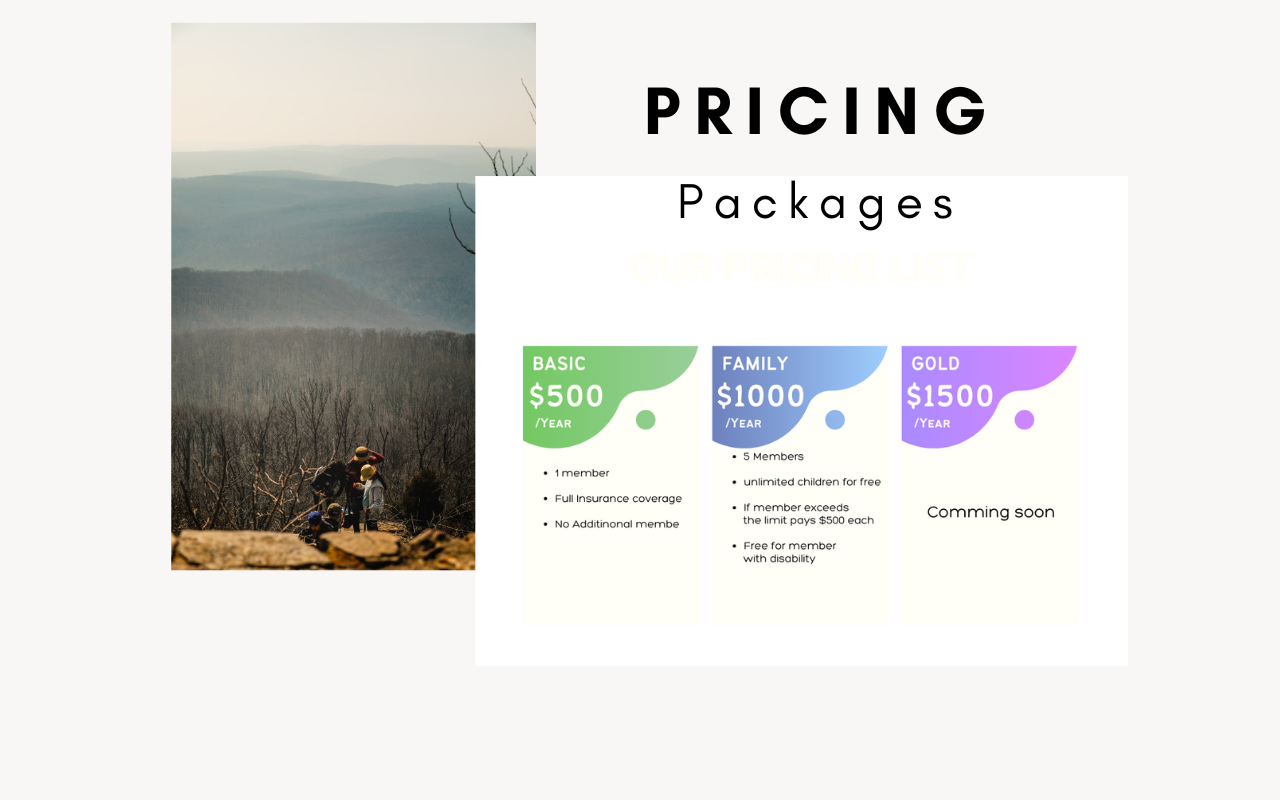 PRICING
Packages
OUR PRICING LIST
BASIC
$500
/YEAR
• 1 member
• Full Insurance coverage
• No Additinonal membe
FAMILY
$1000
/YEAR
• 5 Members
• unlimited children for free
• If member exceeds
the limit pays $500 each
• Free for member
with disability
GOLD
$1500
/YEAR
Comming soon